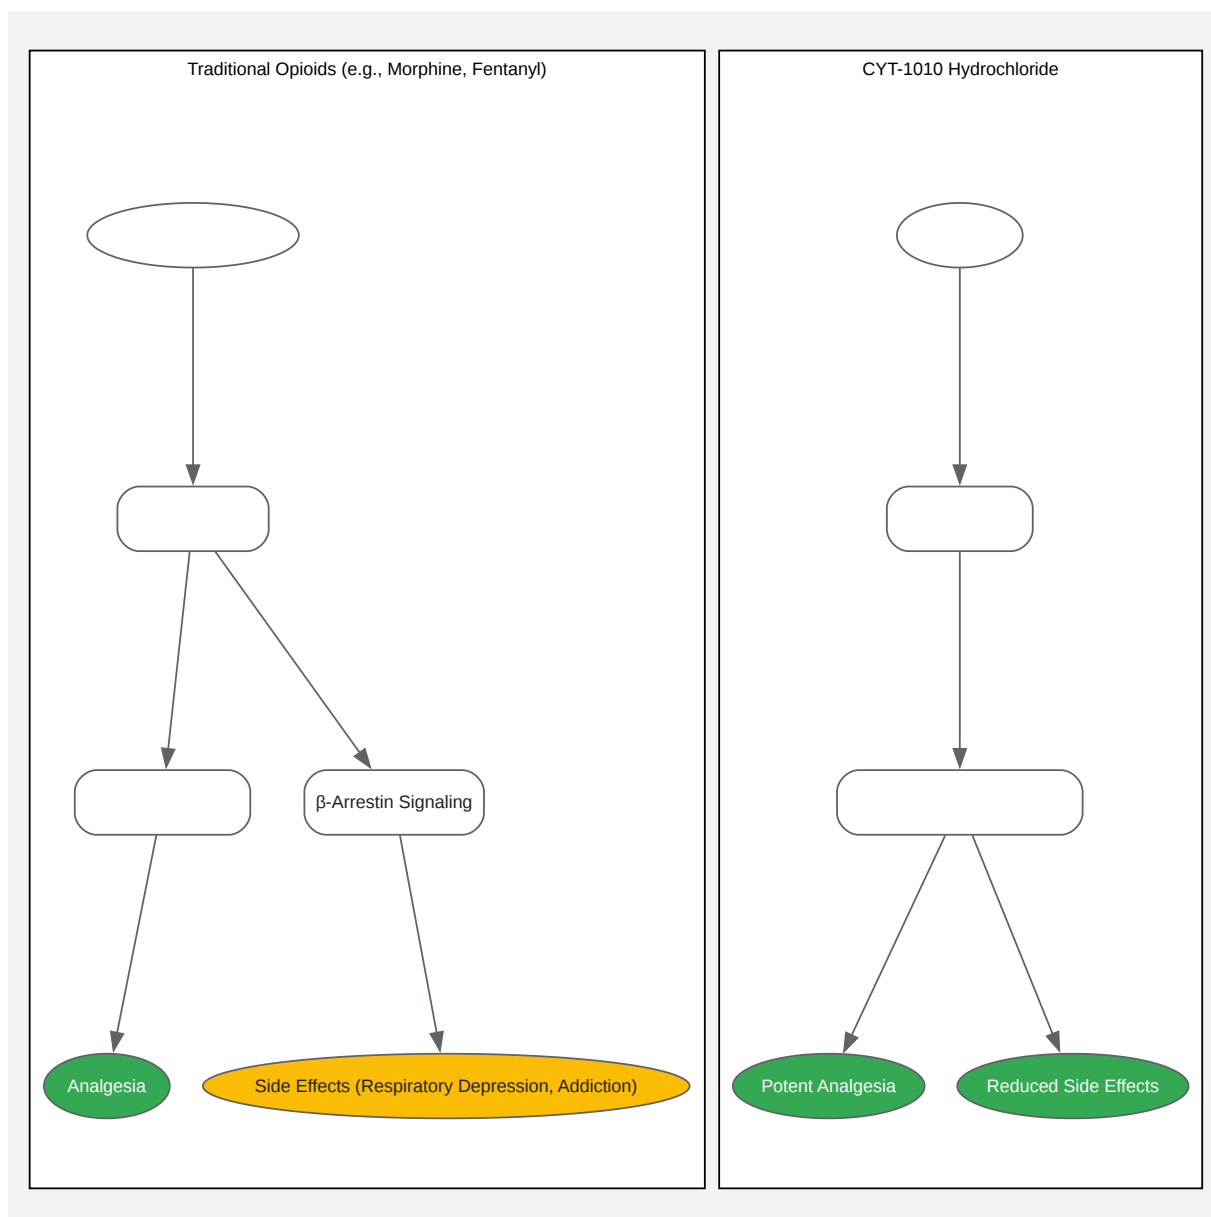 Traditional Opioids (e.g., Morphine, Fentanyl)
CYT-1010 Hydrochloride
β-Arrestin Signaling
Analgesia
Side Effects (Respiratory Depression, Addiction)
Potent Analgesia
Reduced Side Effects